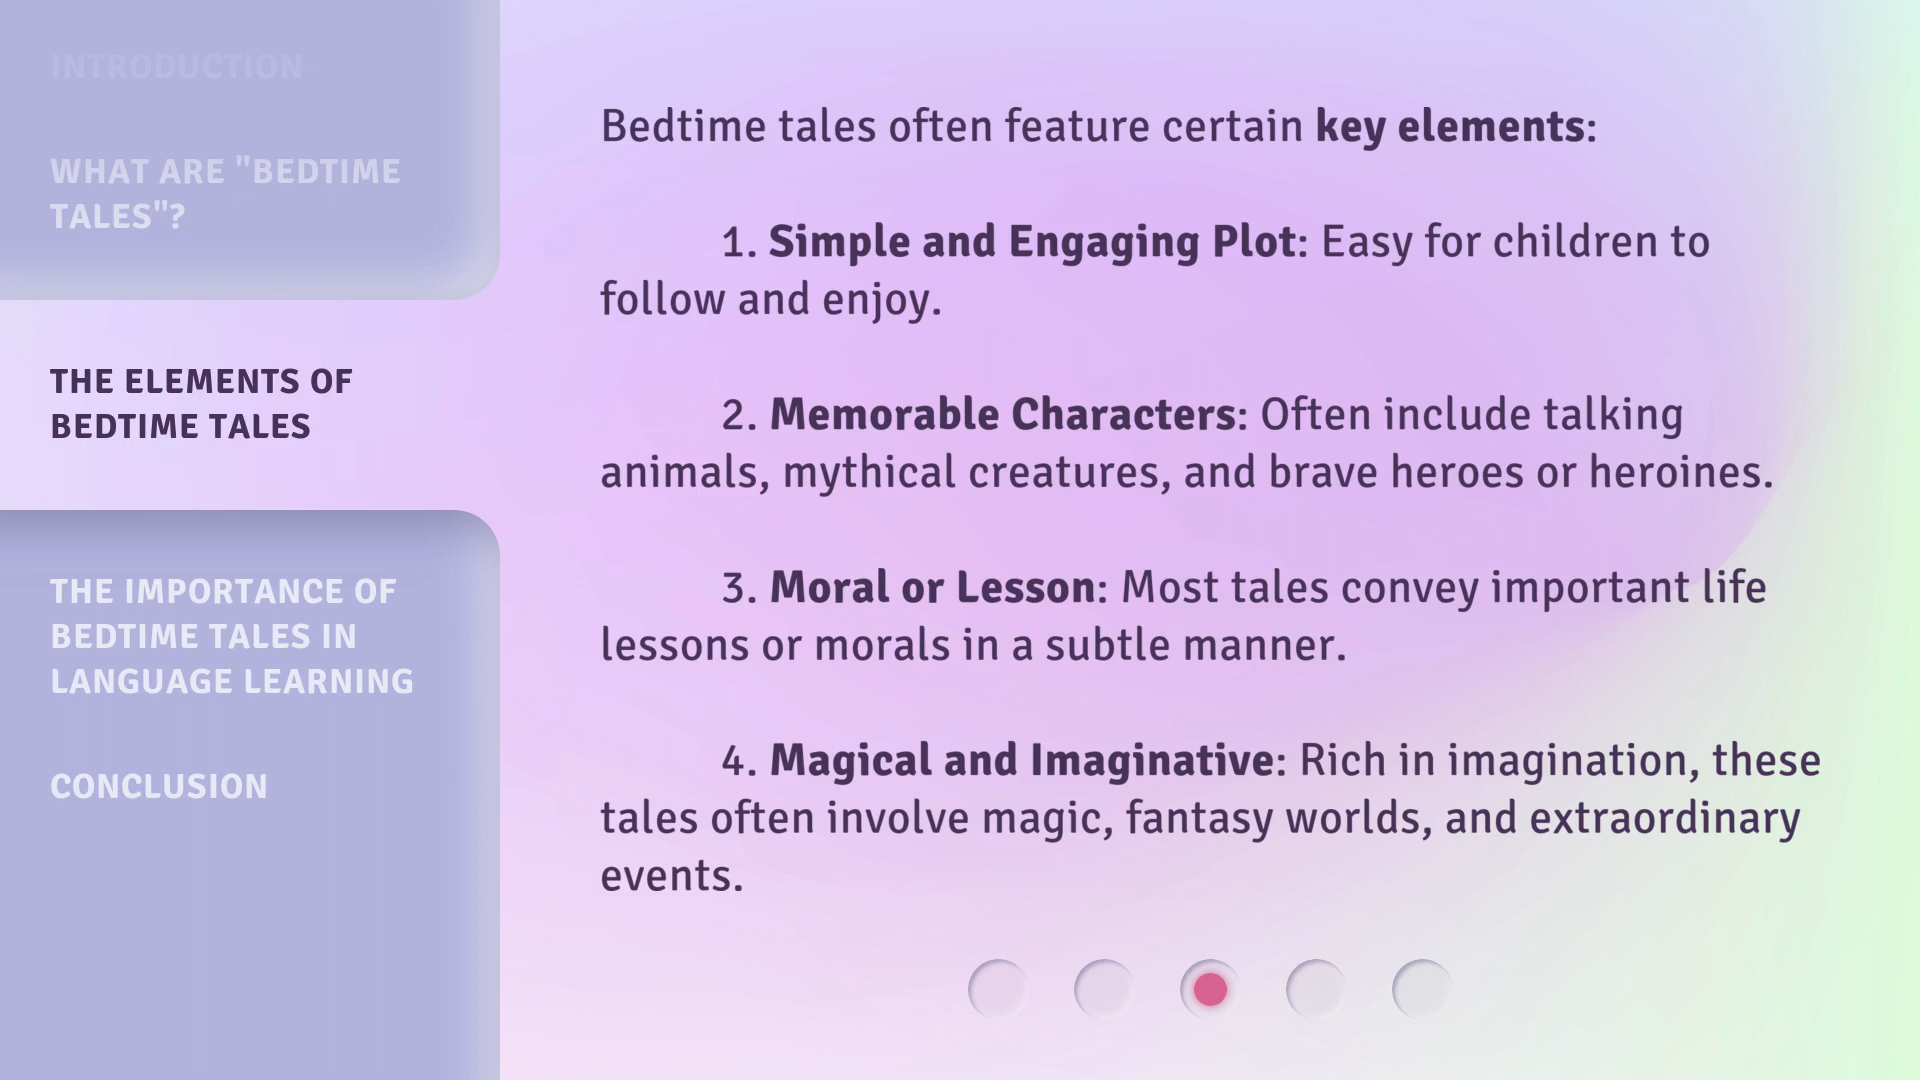 INTRODUCTION
WHAT ARE "BEDTIME
TALES"?
THE ELEMENTS OF
BEDTIME TALES
THE IMPORTANCE OF
BEDTIME TALES IN
LANGUAGE LEARNING
CONCLUSION
Bedtime tales often feature certain key elements:
1. Simple and Engaging Plot: Easy for children to
follow and enjoy.
2. Memorable Characters: Often include talking
animals, mythical creatures, and brave heroes or heroines.
3. Moral or Lesson: Most tales convey important life
lessons or morals in a subtle manner.
4. Magical and Imaginative: Rich in imagination, these
tales often involve magic, fantasy worlds, and extraordinary
events.